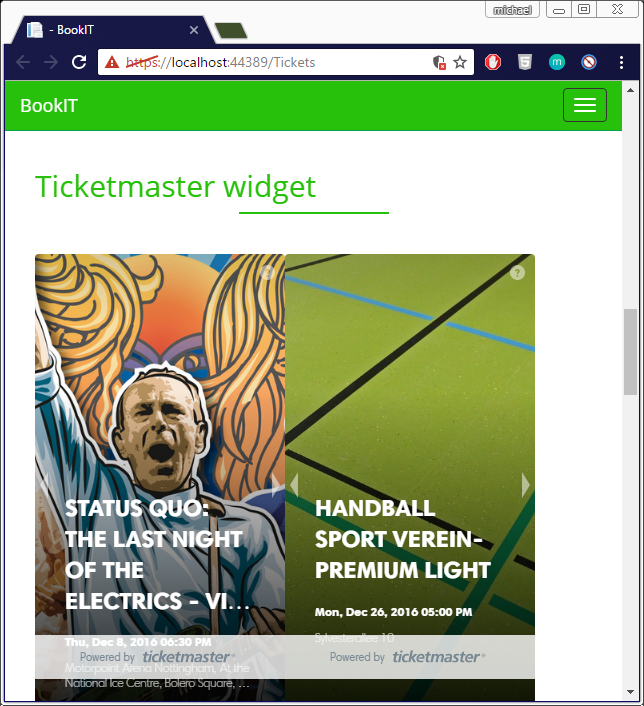 michael
- BookIT
https://localhost:44389/Tickets
BookIT
Ticketmaster widget
STATUS QUO:
THE LAST NIGHT
OF THE
ELECTRICS - VI...
Thu, Dec 8, 2016 06:30 PM
Motorpoint Arena Nottingham, At the
National Ice Centre, Bolero Square, ...
Powered by ticketmaster®
HANDBALL
SPORT VEREIN-
PREMIUM LIGHT
Mon, Dec 26, 2016 05:00 PM
Sylvesterallee 10
Powered by ticketmaster®